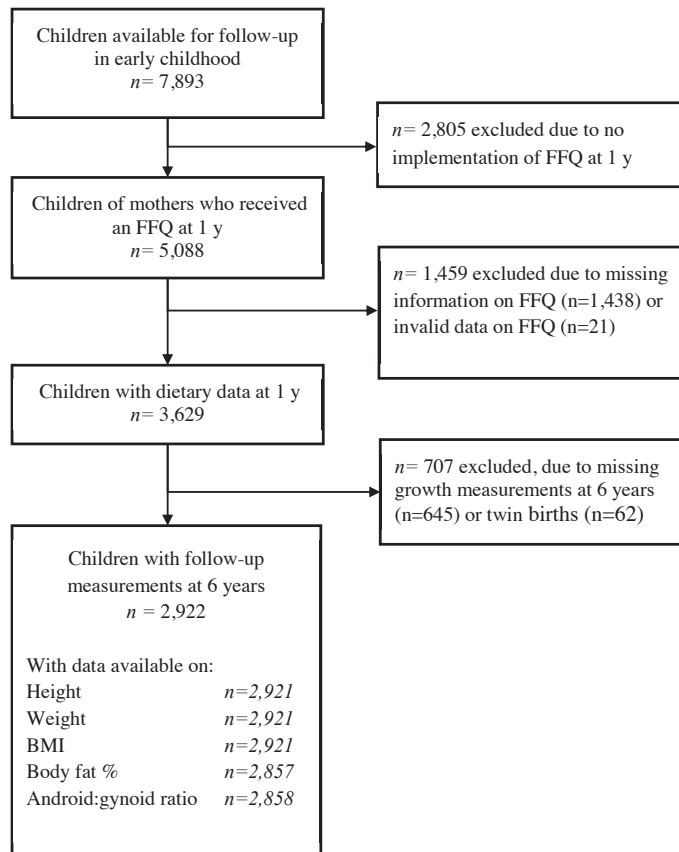 Children available for follow-up
in early childhood
n= 7,893
n= 2,805 excluded due to no
implementation of FFQ at 1 y
Children of mothers who received
an FFQ at 1 y
n= 5,088
n= 1,459 excluded due to missing
information on FFQ (n=1,438) or
invalid data on FFQ (n=21)
Children with dietary data at 1 y
n= 3,629
n= 707 excluded, due to missing
growth measurements at 6 years
(n=645) or twin births (n=62)
Children with follow-up
measurements at 6 years
n = 2,922
With data available on:
Height n=2,921
Weight n=2,921
BMI n=2,921
Body fat % n=2,857
Android:gynoid ratio n=2,858